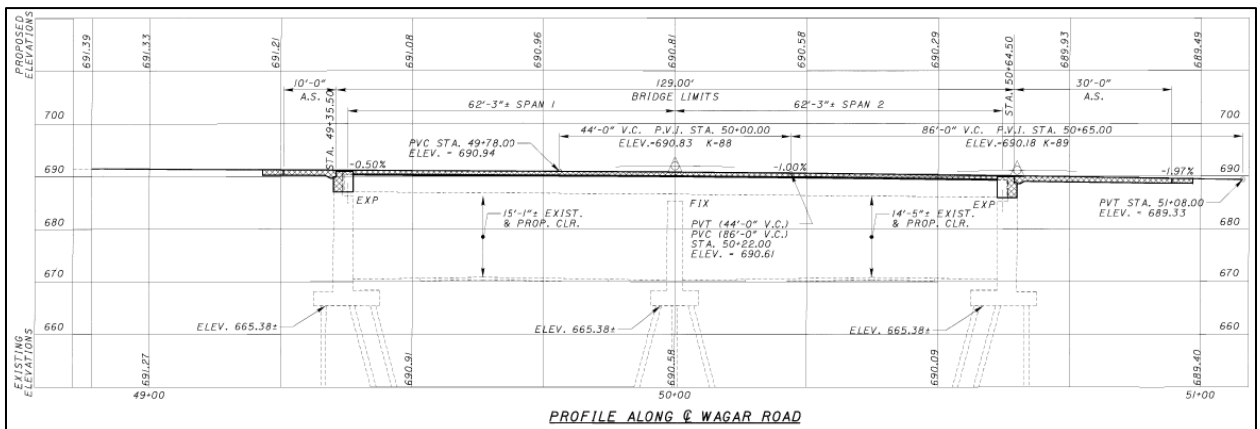 PROPOSED
ELEVATIONS
691.39
691.33
691.21
691.08
690.96
690.81
690.58
690.29
689.93
689.49
10'-0"
A.S.
STA. 49+35.50
129.00'
BRIDGE LIMITS
STA. 50+64.50
30'-0"
A.S.
62'-3"± SPAN 1
62'-3"± SPAN 2
700
44'-0" V.C. P.V.I. STA. 50+00.00
ELEV.=690.83 K=88
86'-0" V.C. P.V.I. STA. 50+65.00
ELEV.=690.18 K=89
700
PVC STA. 49+78.00
ELEV. = 690.94
690
-0.50%
-1.00%
-1.97%
690
EXP
FIX
EXP
PVT STA. 51+08.00
ELEV. = 689.33
680
15'-1"± EXIST.
& PROP. CLR.
PVT (44'-0" V.C.)
PVC (86'-0" V.C.)
STA. 50+22.00
ELEV. = 690.61
14'-5"± EXIST.
& PROP. CLR.
680
670
670
660
ELEV. 665.38±
ELEV. 665.38±
ELEV. 665.38±
660
EXISTING
ELEVATIONS
691.27
690.91
690.58
690.09
689.40
49+00
50+00
51+00
PROFILE ALONG ℄ WAGAR ROAD